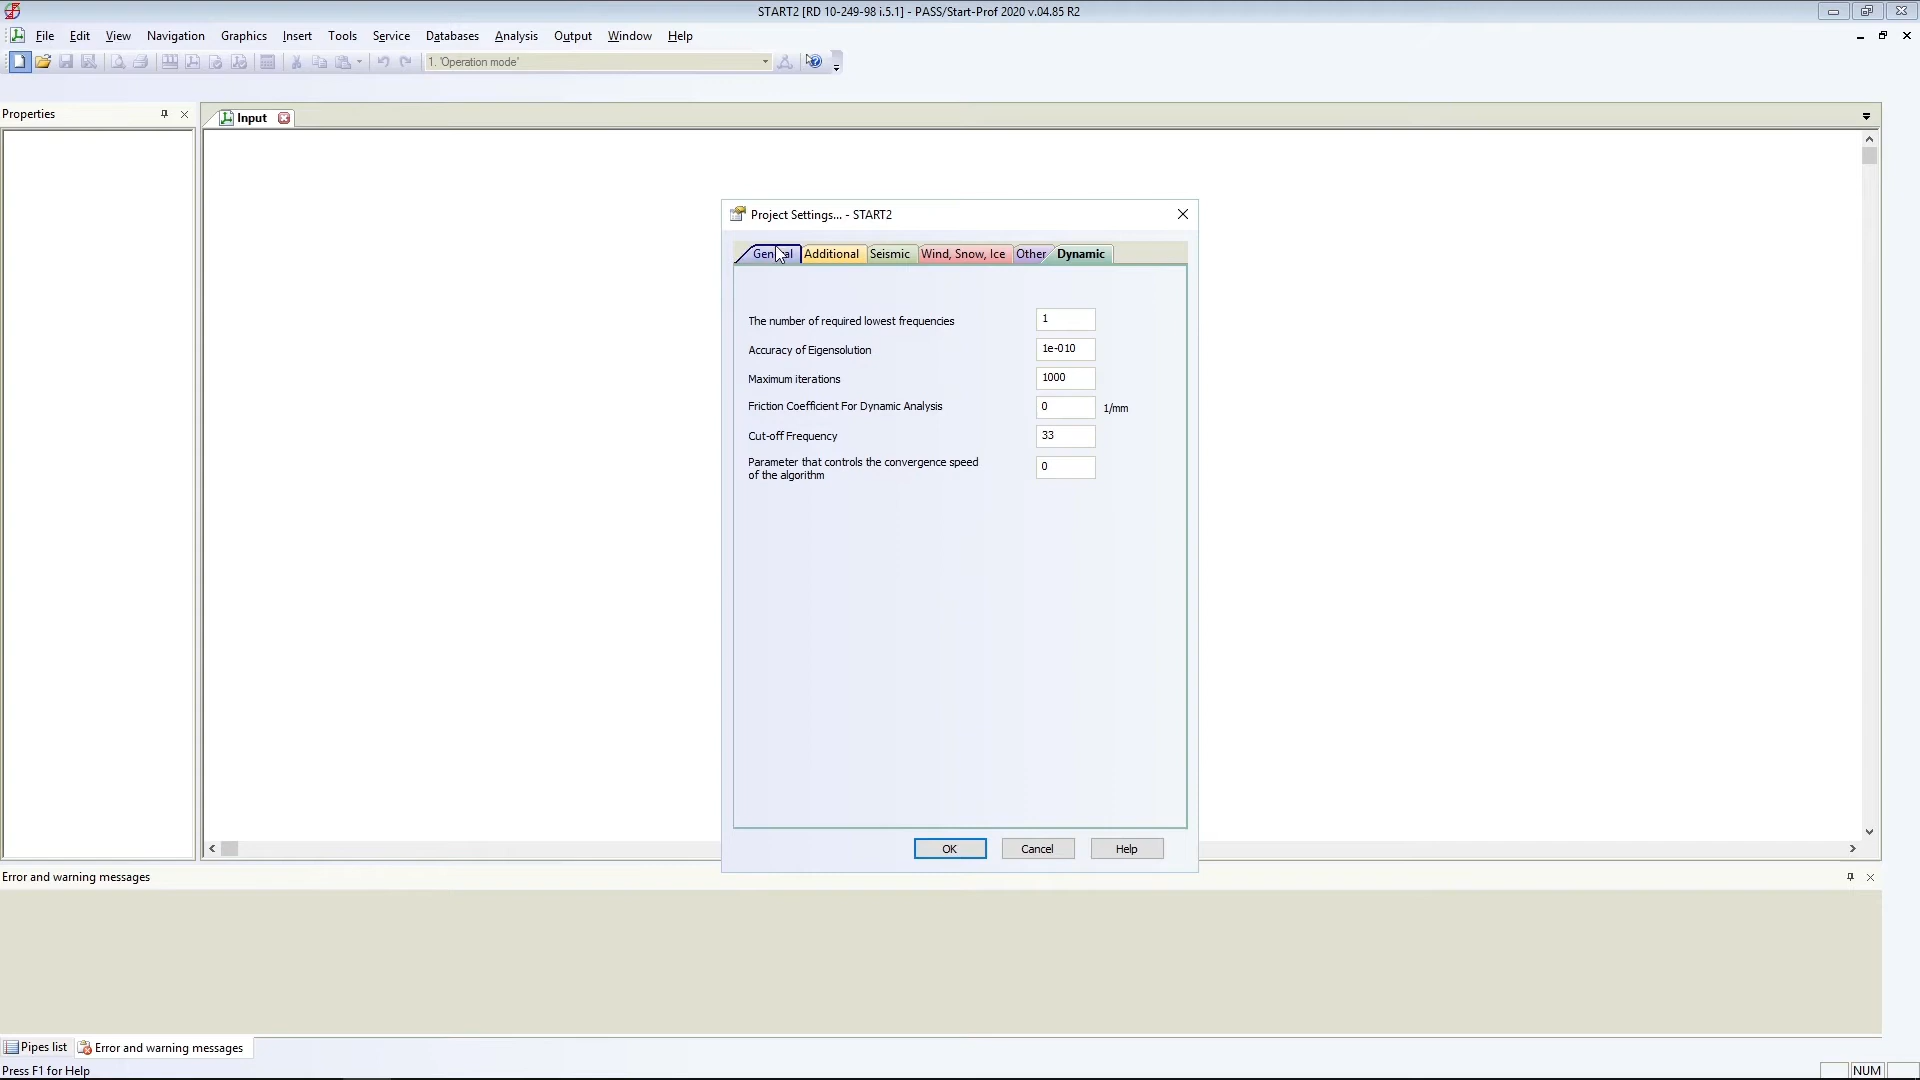 START2 [RD 10-249-98 i.5.1] - PASS/Start-Prof 2020 v.04.85 R2
File Edit View Navigation Graphics Insert Tools Service Databases Analysis Output Window Help
1. 'Operation mode'
Properties
Input
Project Settings... - START2
General Additional Seismic Wind, Snow, Ice Other Dynamic
The number of required lowest frequencies 1
Accuracy of Eigensolution 1e-010
Maximum iterations 1000
Friction Coefficient For Dynamic Analysis 0 1/mm
Cut-off Frequency 33
Parameter that controls the convergence speed
of the algorithm 0
OK Cancel Help
Error and warning messages
Pipes list Error and warning messages
Press F1 for Help NUM